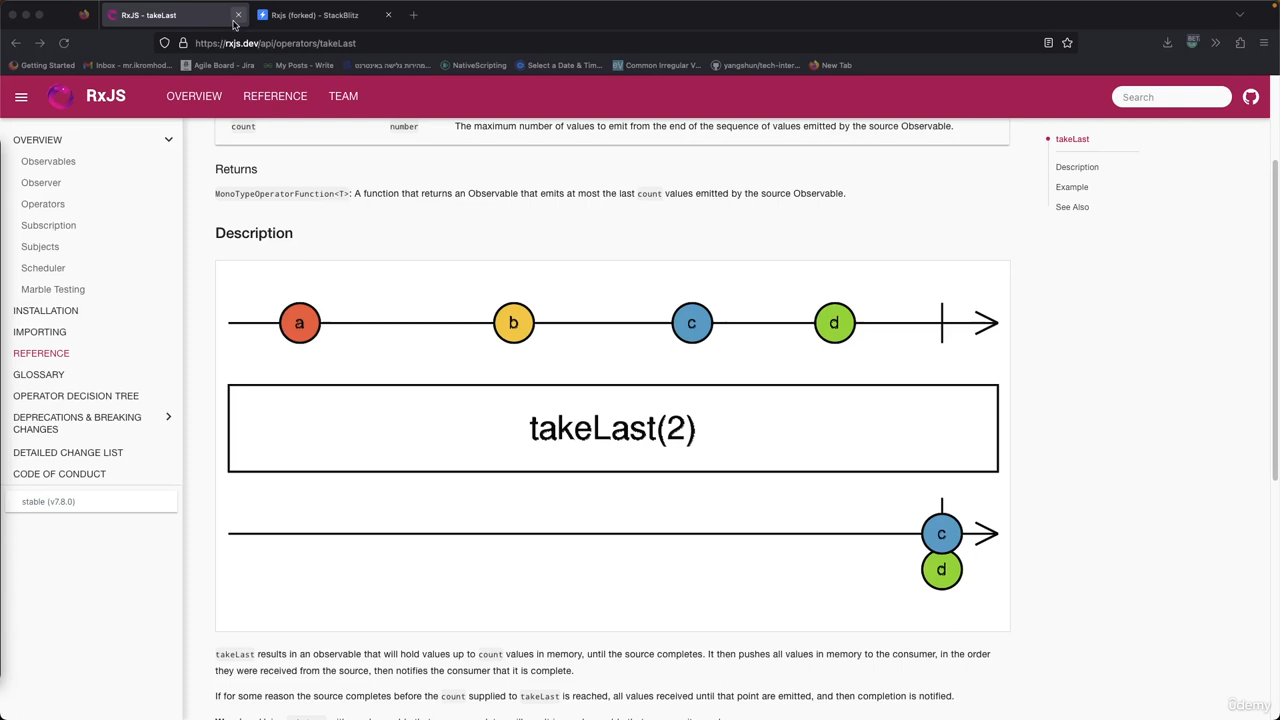 RxJS - takeLast
Rxjs (forked) - StackBlitz
https://rxjs.dev/api/operators/takeLast
Getting Started
Inbox - mr.ikromhod...
Agile Board - Jira
My Posts - Write
מהירות גלישה באינטרנט...
NativeScripting
Select a Date & Tim...
Common Irregular V...
yangshun/tech-inter...
New Tab
RxJS
OVERVIEW
REFERENCE
TEAM
Search
OVERVIEW
Observables
Observer
Operators
Subscription
Subjects
Scheduler
Marble Testing
INSTALLATION
IMPORTING
REFERENCE
GLOSSARY
OPERATOR DECISION TREE
DEPRECATIONS & BREAKING
CHANGES
DETAILED CHANGE LIST
CODE OF CONDUCT
stable (v7.8.0)
count number The maximum number of values to emit from the end of the sequence of values emitted by the source Observable.
Returns
MonoTypeOperatorFunction<T>: A function that returns an Observable that emits at most the last count values emitted by the source Observable.
Description
a b c d
takeLast(2)
c
d
takeLast results in an observable that will hold values up to count values in memory, until the source completes. It then pushes all values in memory to the consumer, in the order
they were received from the source, then notifies the consumer that it is complete.
If for some reason the source completes before the count supplied to takeLast is reached, all values received until that point are emitted, and then completion is notified.
takeLast
Description
Example
See Also
ûdemy